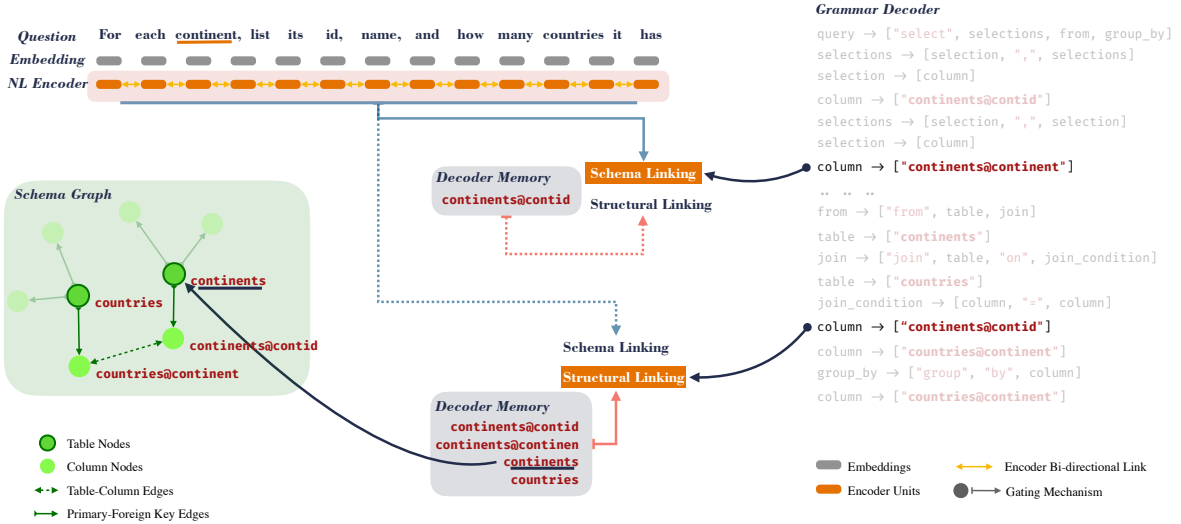 Question For each continent, list its id, name, and how many countries it has
Embedding
NL Encoder
Schema Graph
continents
countries
continents@contid
countries@continent
Table Nodes
Column Nodes
Table-Column Edges
Primary-Foreign Key Edges
Decoder Memory
continents@contid
Schema Linking
Structural Linking
Schema Linking
Structural Linking
Decoder Memory
continents@contid
continents@continen
continents
countries
Grammar Decoder
query → ["select", selections, from, group_by]
selections → [selection, ",", selections]
selection → [column]
column → ["continents@contid"]
selections → [selection, ",", selection]
selection → [column]
column → ["continents@continent"]
.. .. ..
from → ["from", table, join]
table → ["continents"]
join → ["join", table, "on", join_condition]
table → ["countries"]
join_condition → [column, "=", column]
column → [“continents@contid"]
column → ["countries@continent"]
group_by → ["group", "by", column]
column → ["countries@continent"]
Embeddings
Encoder Bi-directional Link
Encoder Units
Gating Mechanism